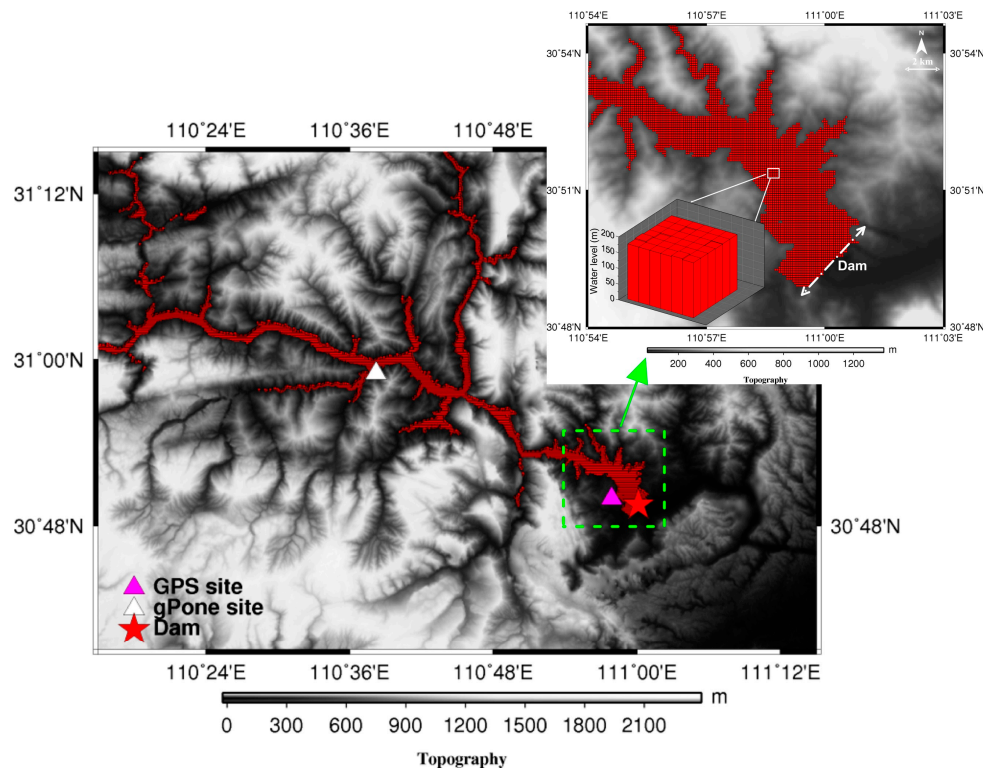 110°54'E 110°57'E 111°00'E 111°03'E
30°54'N 30°54'N
N
2 km
30°51'N 30°51'N
Water level (m)
200
150
100
50
0
Dam
30°48'N 30°48'N
110°54'E 110°57'E 111°00'E 111°03'E
200 400 600 800 1000 1200 m
Topography
110°24'E 110°36'E 110°48'E
31°12'N
31°00'N
30°48'N 30°48'N
GPS site
gPone site
Dam
110°24'E 110°36'E 110°48'E 111°00'E 111°12'E
0 300 600 900 1200 1500 1800 2100 m
Topography